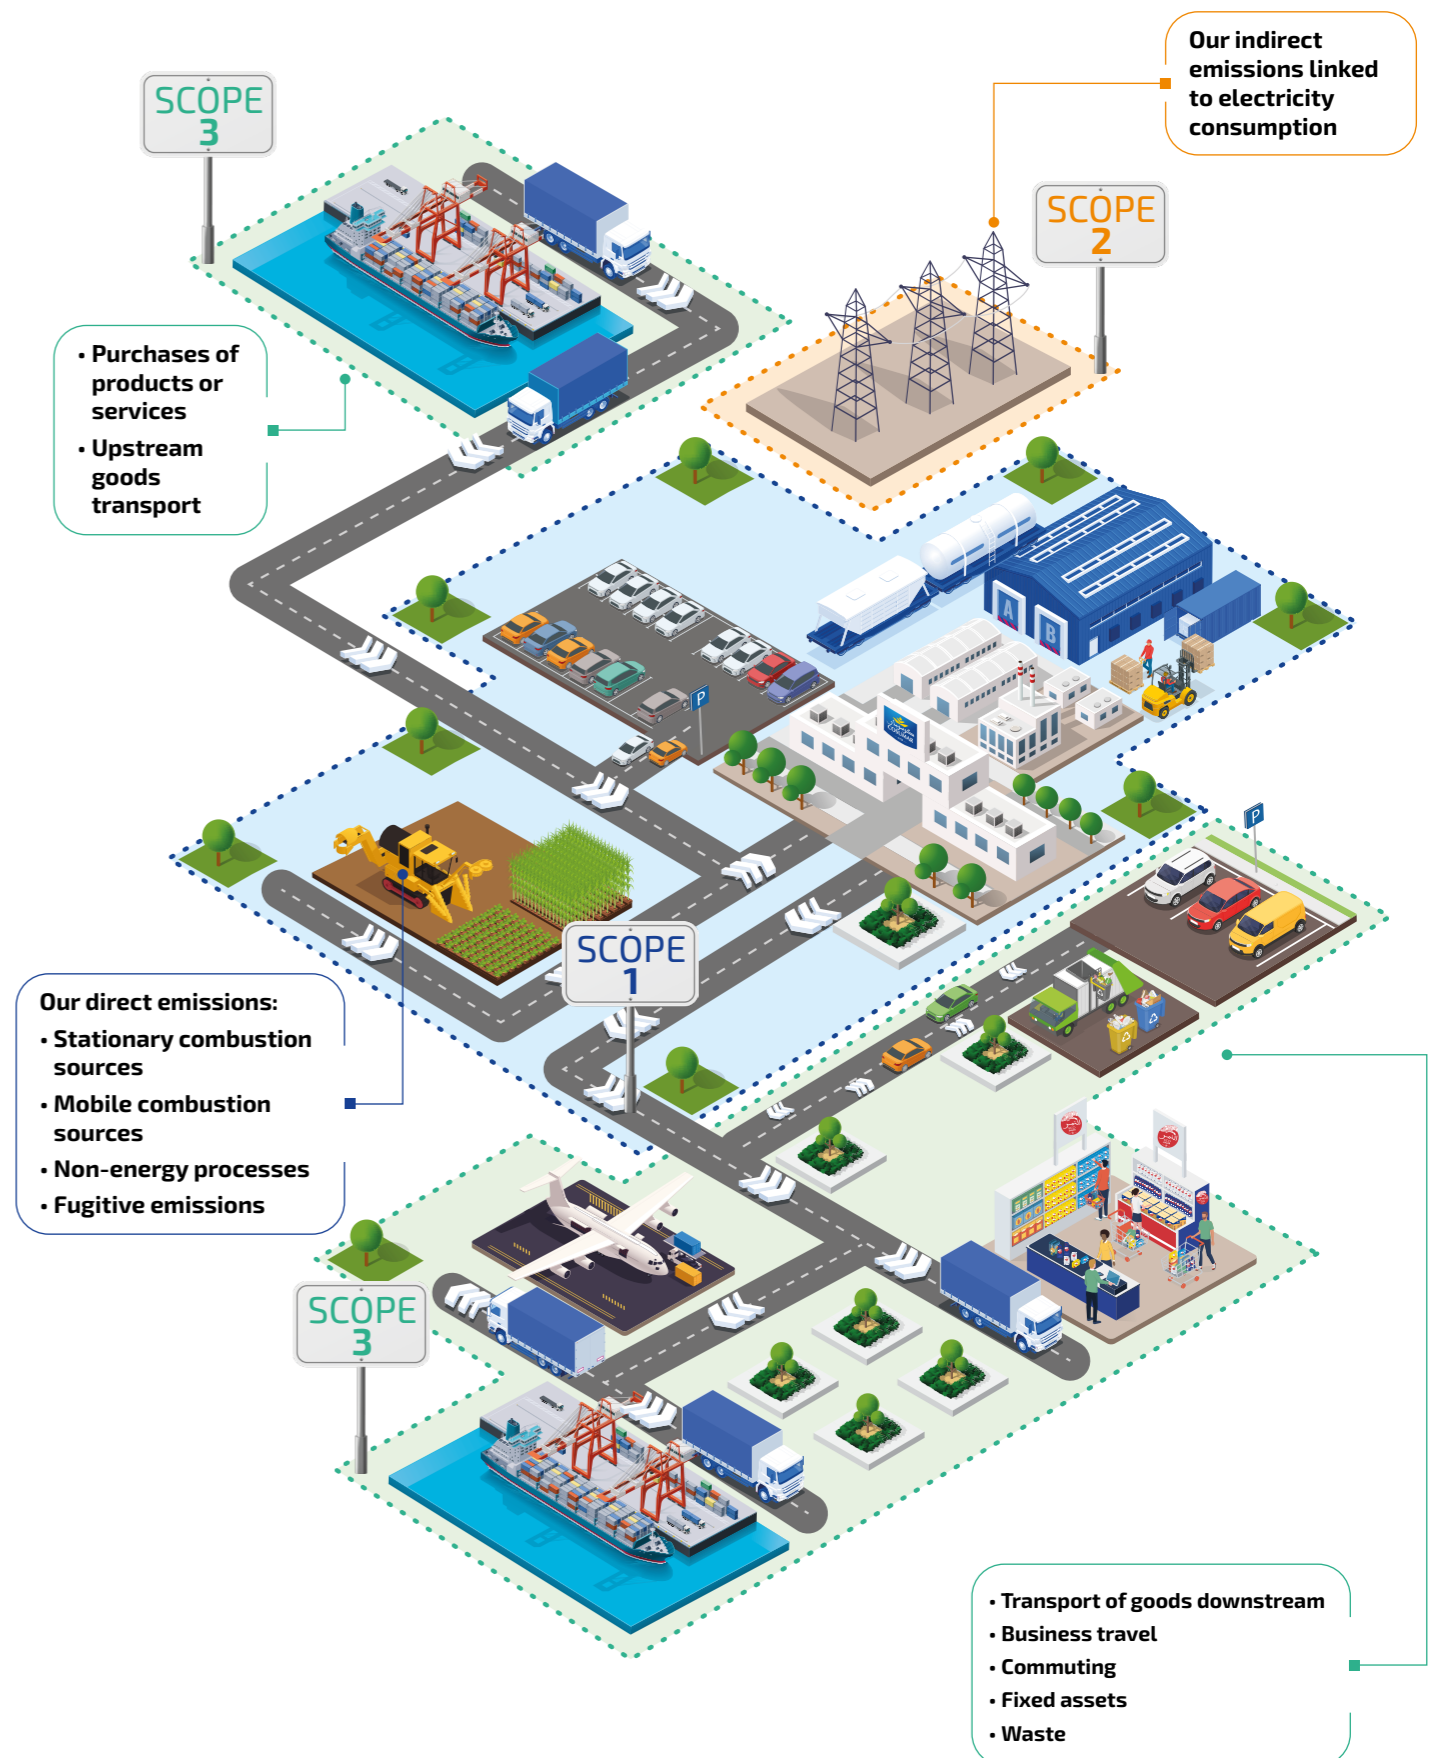 Our indirect
emissions linked
to electricity
consumption
SCOPE
3
SCOPE
2
• Purchases of
products or
services
• Upstream
goods
transport
A
B
P
COSUMAR
P
SCOPE
1
Our direct emissions:
• Stationary combustion
sources
• Mobile combustion
sources
• Non-energy processes
• Fugitive emissions
SCOPE
3
• Transport of goods downstream
• Business travel
• Commuting
• Fixed assets
• Waste